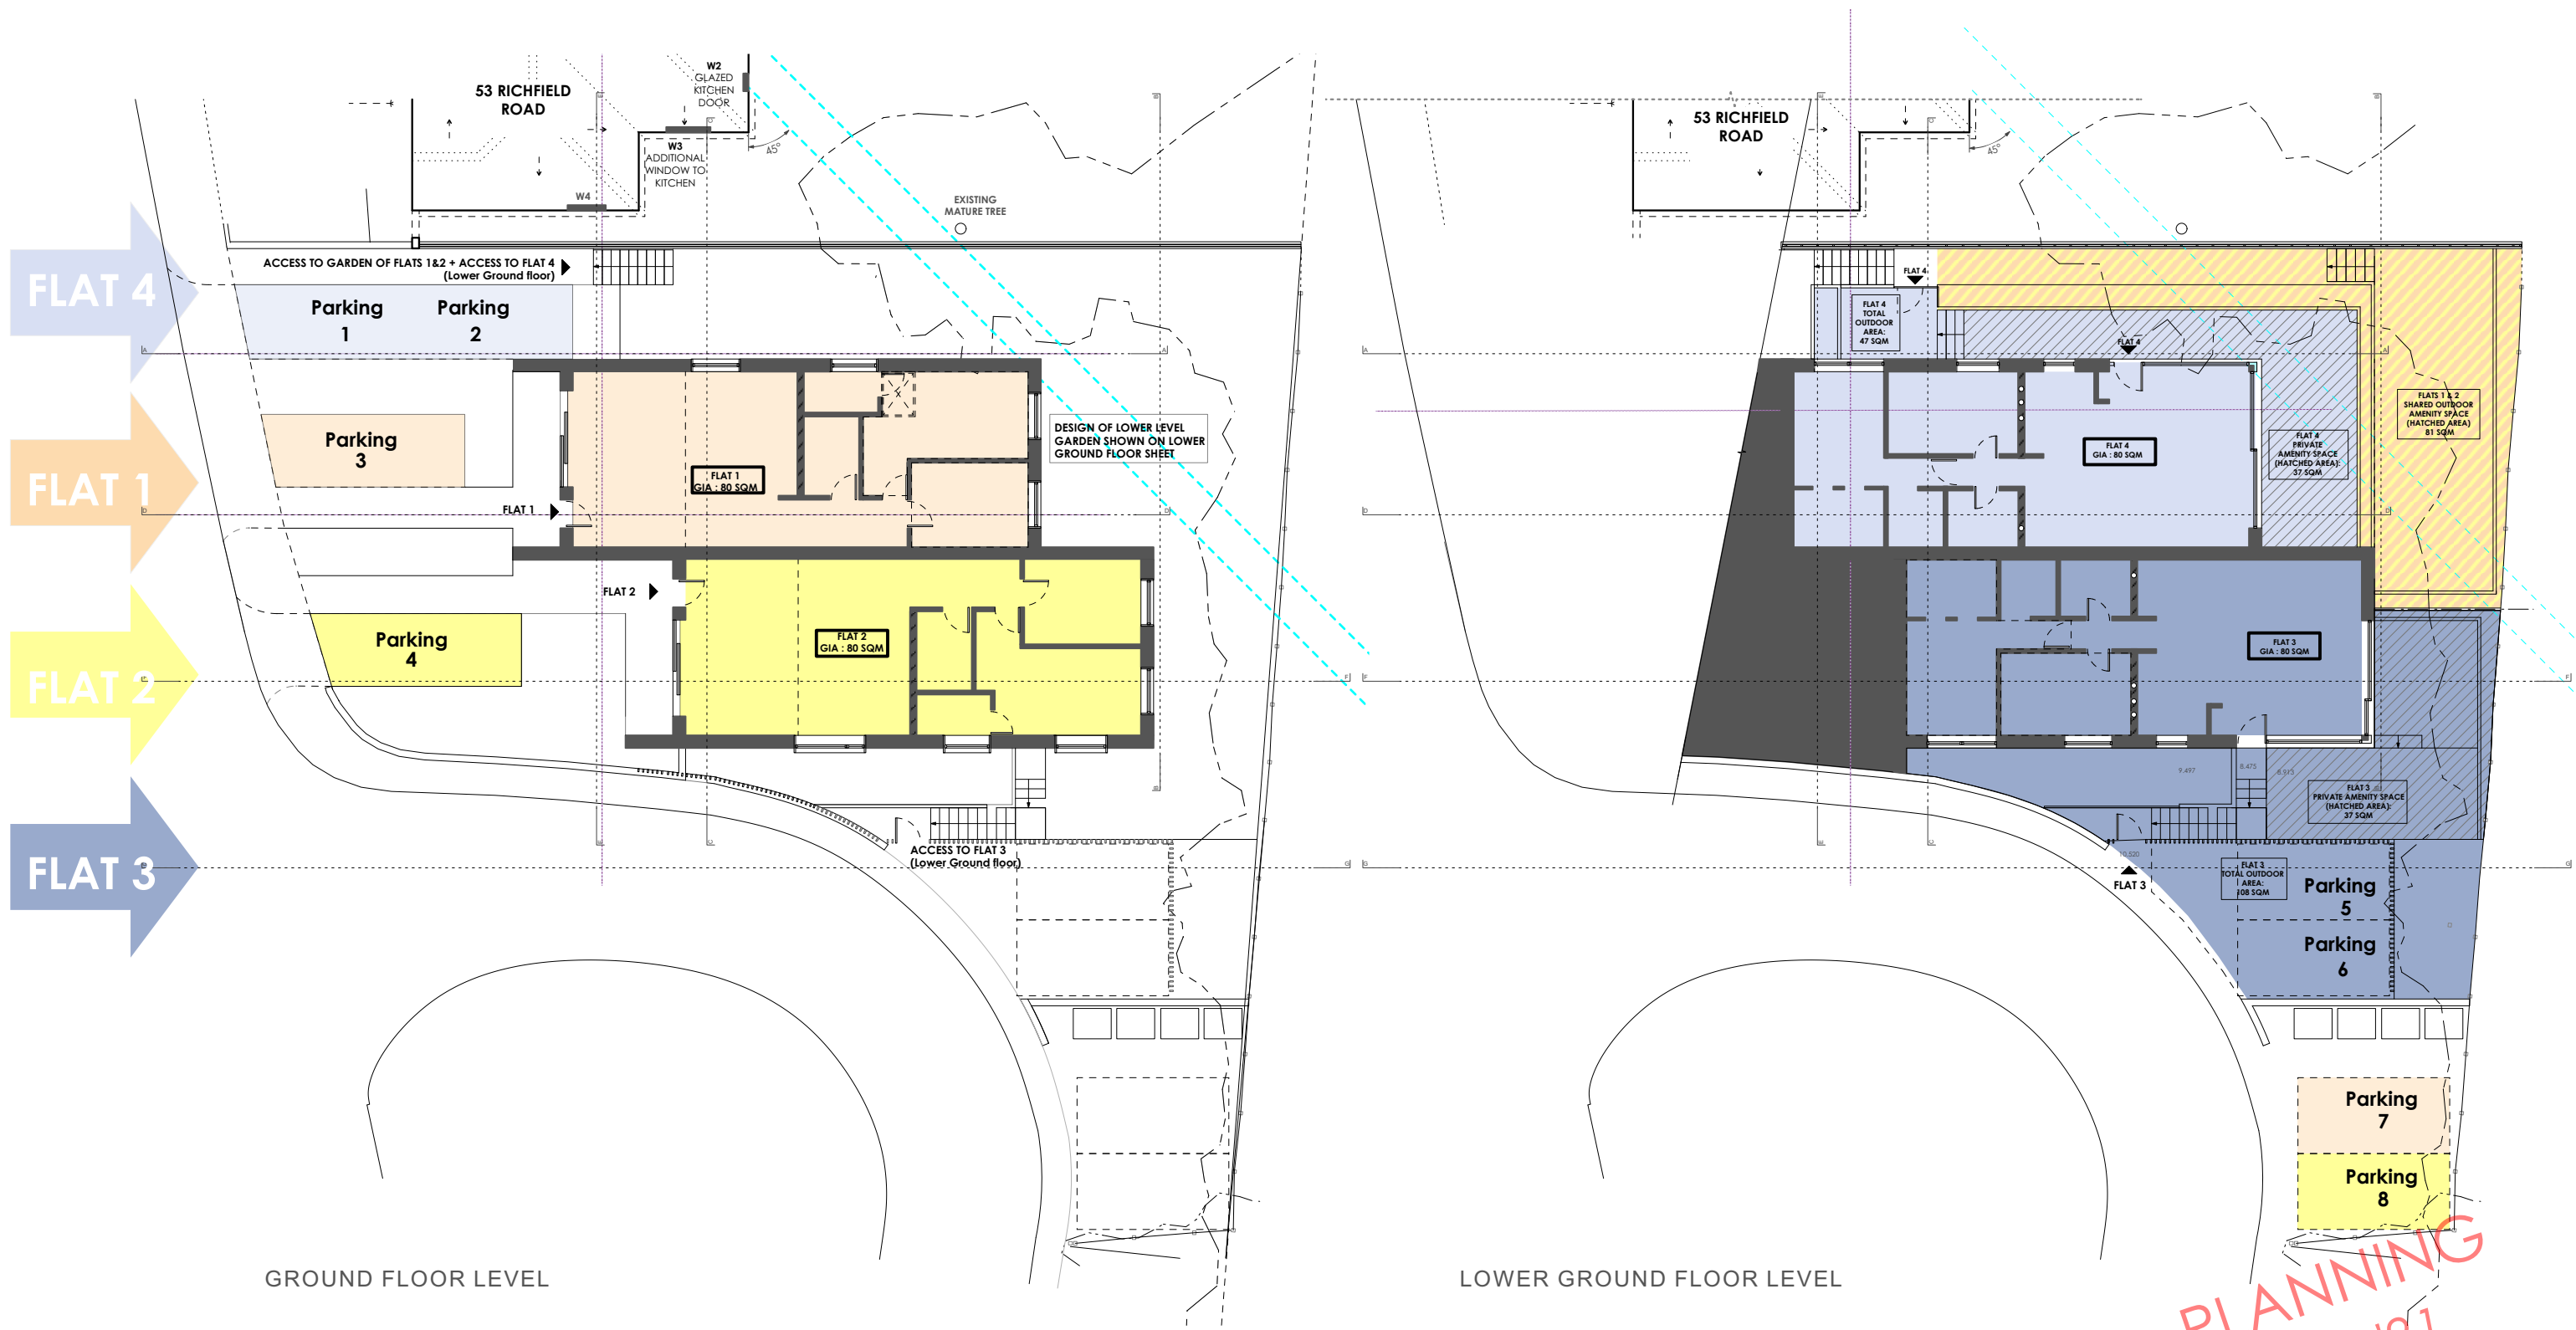 53 RICHFIELD
ROAD
W2
GLAZED
KITCHEN
DOOR
W3
ADDITIONAL
WINDOW TO
KITCHEN
W4
45°
EXISTING
MATURE TREE
ACCESS TO GARDEN OF FLATS 1&2 + ACCESS TO FLAT 4
(Lower Ground floor)
FLAT 4
Parking
1
Parking
2
FLAT 1
Parking
3
FLAT 1
GIA : 80 SQM
FLAT 1
DESIGN OF LOWER LEVEL
GARDEN SHOWN ON LOWER
GROUND FLOOR SHEET
FLAT 2
FLAT 2
Parking
4
FLAT 2
GIA : 80 SQM
FLAT 3
ACCESS TO FLAT 3
(Lower Ground floor)
GROUND FLOOR LEVEL
53 RICHFIELD
ROAD
45°
FLAT 4
FLAT 4
TOTAL
OUTDOOR
AREA:
47 SQM
FLAT 4
FLAT 4
GIA : 80 SQM
FLAT 4
PRIVATE
AMENITY SPACE
(HATCHED AREA):
37 SQM
FLATS 1 & 2
SHARED OUTDOOR
AMENITY SPACE
(HATCHED AREA)
81 SQM
FLAT 3
GIA : 80 SQM
9.497
8.475
8.913
FLAT 3
PRIVATE AMENITY SPACE
(HATCHED AREA):
37 SQM
10.520
FLAT 3
FLAT 3
TOTAL OUTDOOR
AREA:
108 SQM
Parking
5
Parking
6
Parking
7
Parking
8
LOWER GROUND FLOOR LEVEL
PLANNING